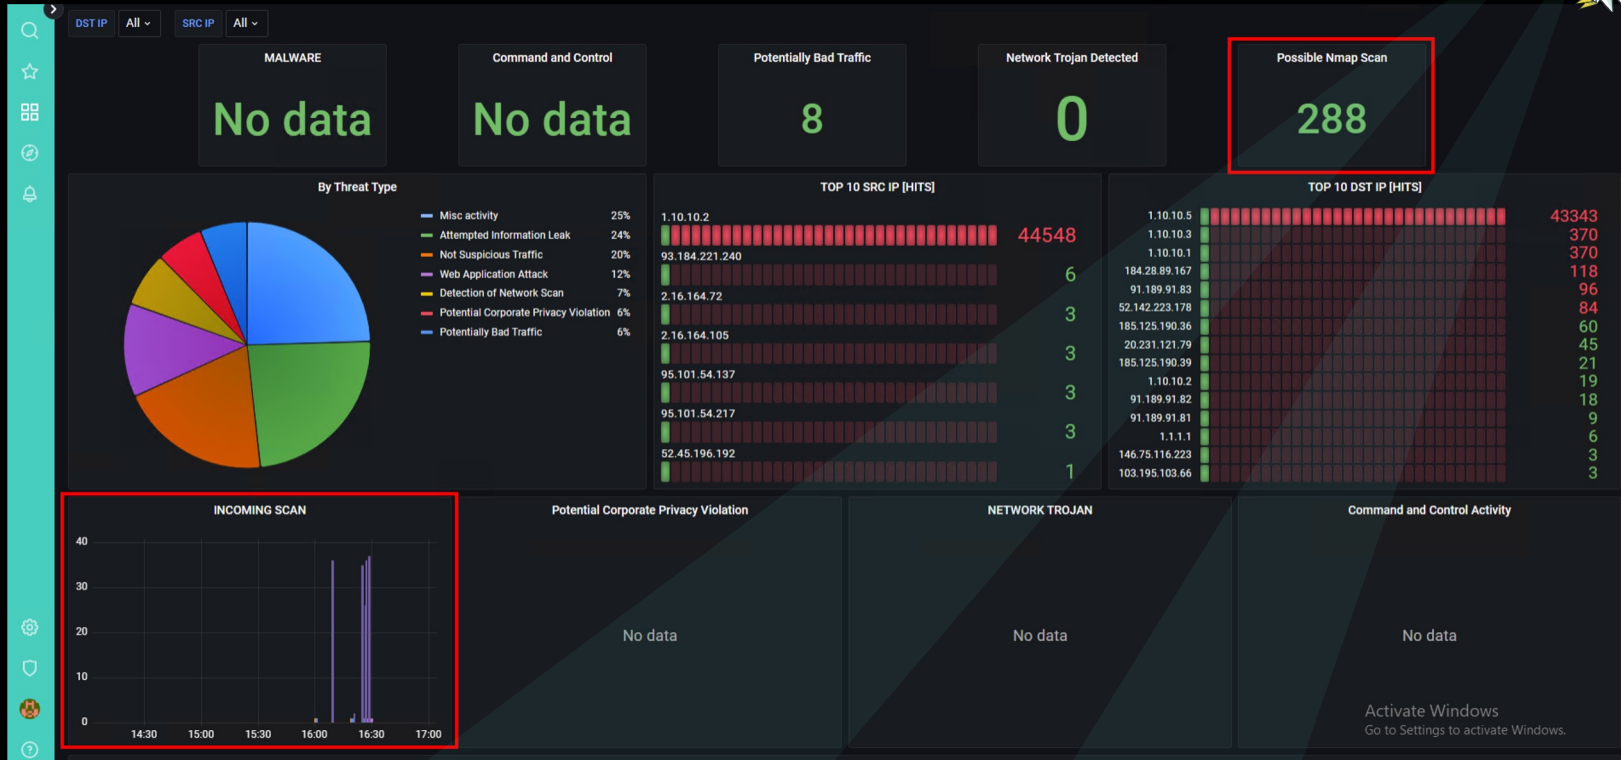 DST IP All SRC IP All
MALWARE
No data
Command and Control
No data
Potentially Bad Traffic
8
Network Trojan Detected
0
Possible Nmap Scan
288
By Threat Type
Misc activity 25%
Attempted Information Leak 24%
Not Suspicious Traffic 20%
Web Application Attack 12%
Detection of Network Scan 7%
Potential Corporate Privacy Violation 6%
Potentially Bad Traffic 6%
TOP 10 SRC IP [HITS]
1.10.10.2
44548
93.184.221.240
6
2.16.164.72
3
2.16.164.105
3
95.101.54.137
3
95.101.54.217
3
52.45.196.192
1
TOP 10 DST IP [HITS]
1.10.10.5 43343
1.10.10.3 370
1.10.10.1 370
184.28.89.167 118
91.189.91.83 96
52.142.223.178 84
185.125.190.36 60
20.231.121.79 45
185.125.190.39 21
1.10.10.2 19
91.189.91.82 18
91.189.91.81 9
1.1.1.1 6
146.75.116.223 3
103.195.103.66 3
INCOMING SCAN
40
30
20
10
0
14:30 15:00 15:30 16:00 16:30 17:00
Potential Corporate Privacy Violation
No data
NETWORK TROJAN
No data
Command and Control Activity
No data
Activate Windows
Go to Settings to activate Windows.